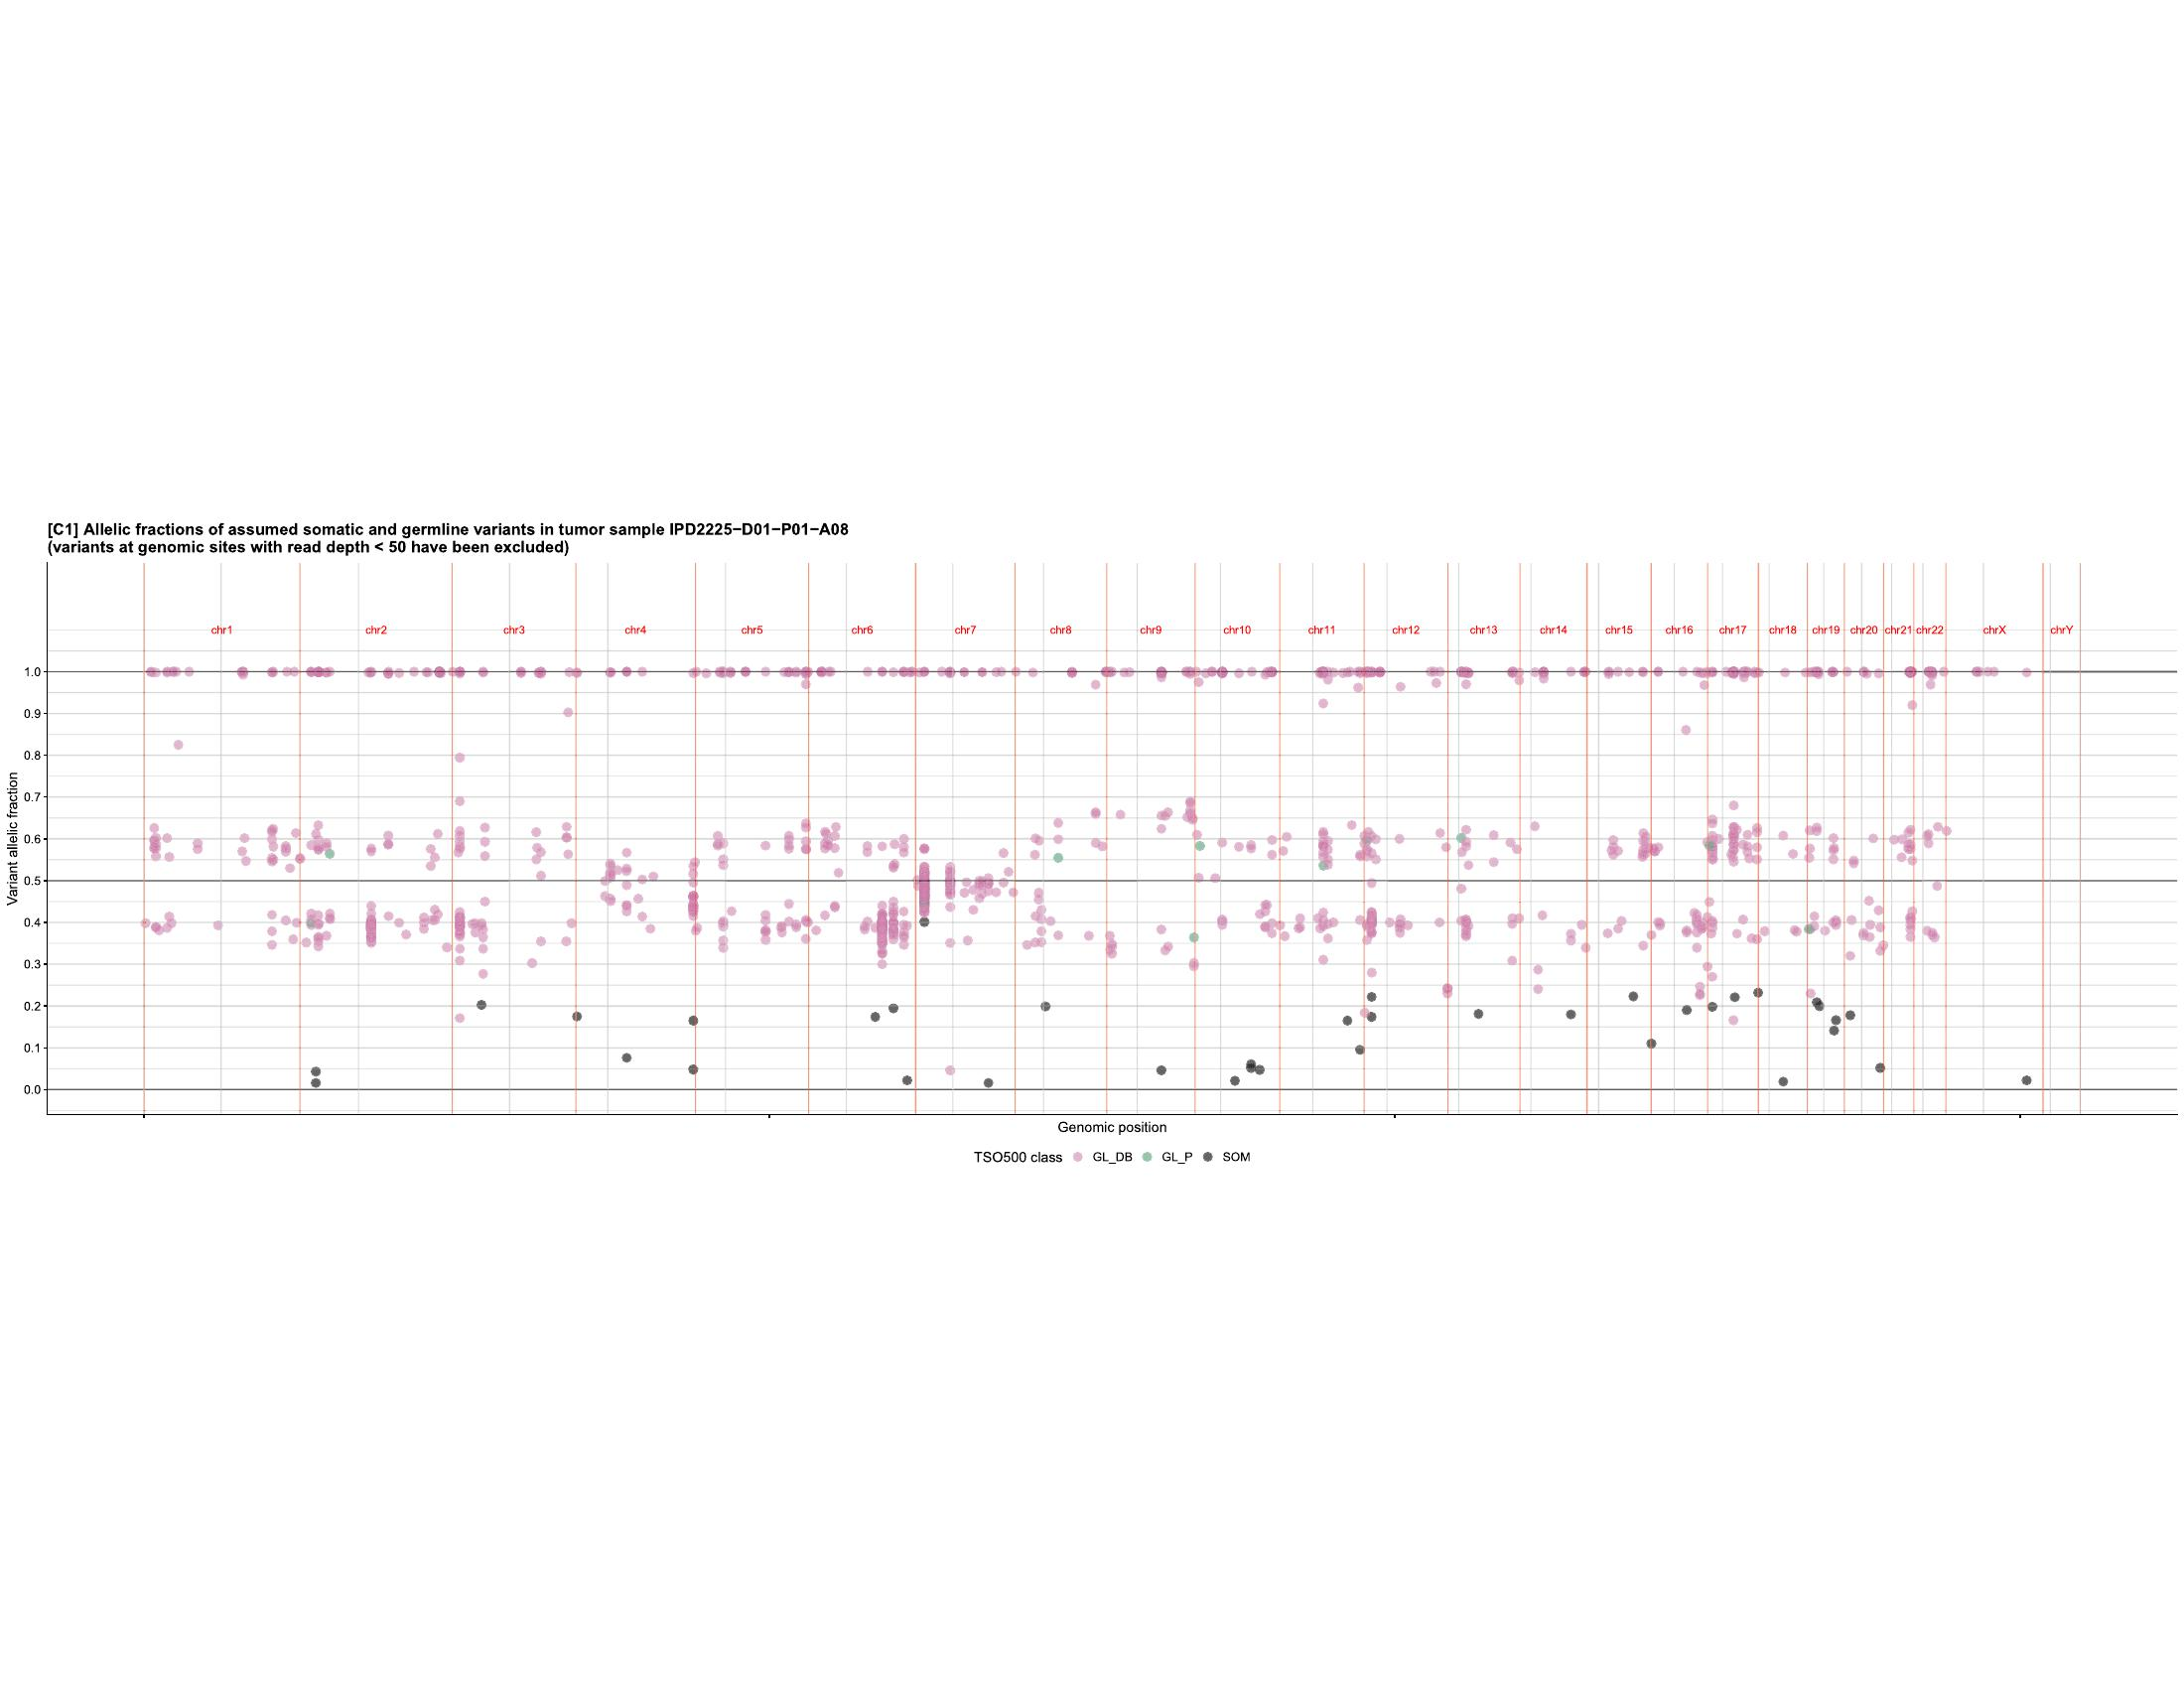 [C1] Allelic fractions of assumed somatic and germline variants in tumor sample IPD2225−D01−P01−A08
(variants at genomic sites with read depth < 50 have been excluded)
chr1 chr2 chr3 chr4 chr5 chr6 chr7 chr8 chr9 chr10 chr11 chr12 chr13 chr14 chr15 chr16 chr17 chr18 chr19 chr20 chr21 chr22 chrX chrY
1.0
0.9
0.8
0.7
0.6
0.5
0.4
0.3
0.2
0.1
0.0
Variant allelic fraction
Genomic position
TSO500 class GL_DB GL_P SOM